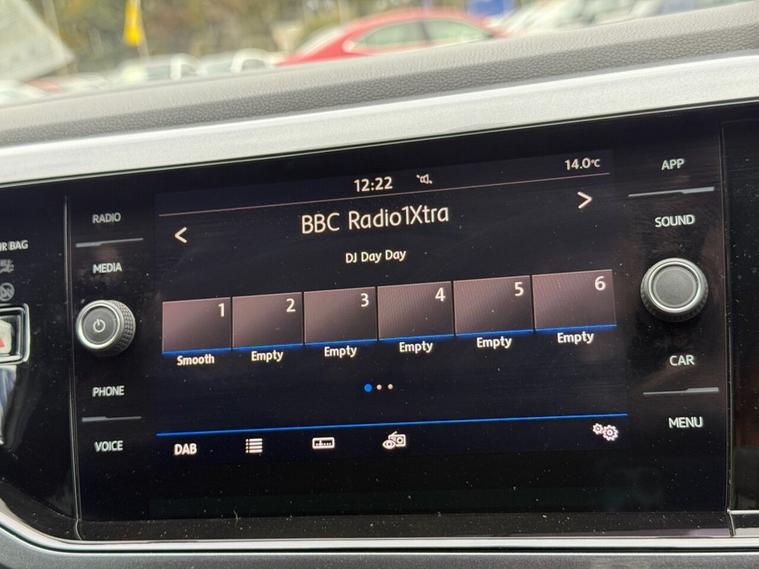 12:22
14.0°C
APP
RADIO
BBC Radio1Xtra
SOUND
DJ Day Day
MEDIA
1 2 3 4 5 6
Smooth Empty Empty Empty Empty Empty
PHONE
CAR
VOICE
DAB
MENU
BAG